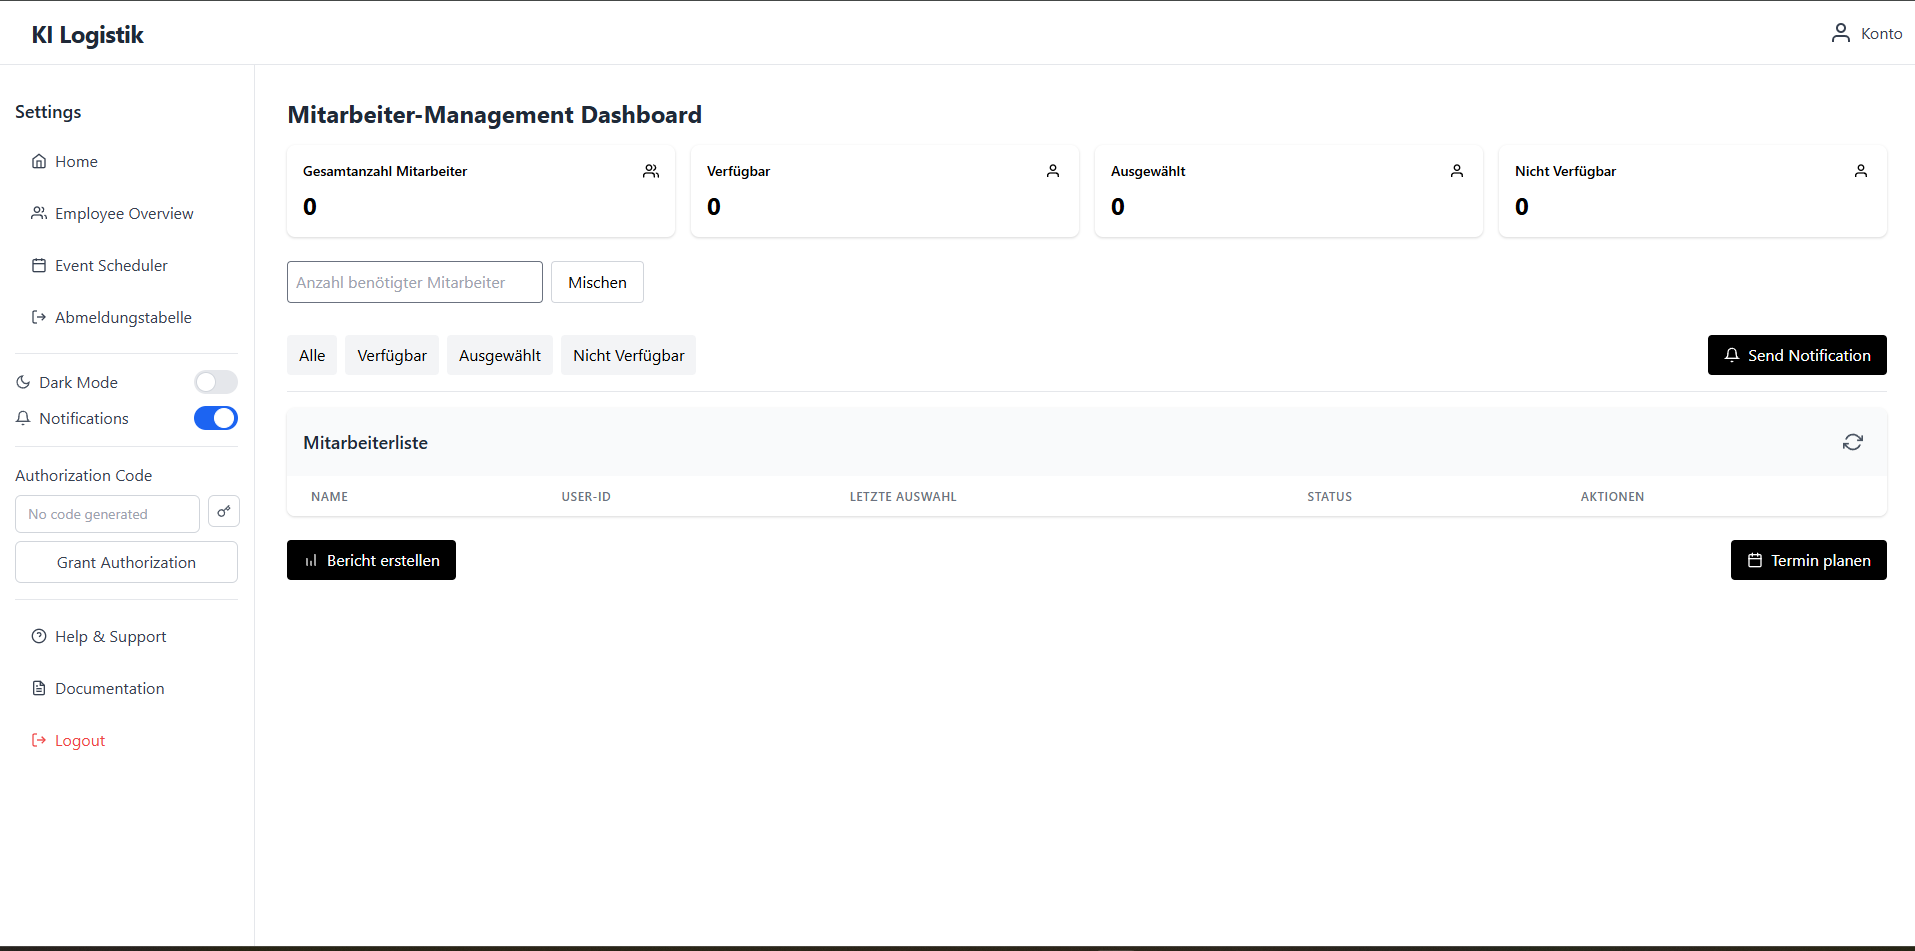 KI Logistik
Konto
Settings
Home
Employee Overview
Event Scheduler
Abmeldungstabelle
Dark Mode
Notifications
Authorization Code
No code generated
Grant Authorization
Help & Support
Documentation
Logout
Mitarbeiter-Management Dashboard
Gesamtanzahl Mitarbeiter
0
Verfügbar
0
Ausgewählt
0
Nicht Verfügbar
0
Anzahl benötigter Mitarbeiter
Mischen
Alle Verfügbar Ausgewählt Nicht Verfügbar
Send Notification
Mitarbeiterliste
NAME USER-ID LETZTE AUSWAHL STATUS AKTIONEN
Bericht erstellen
Termin planen